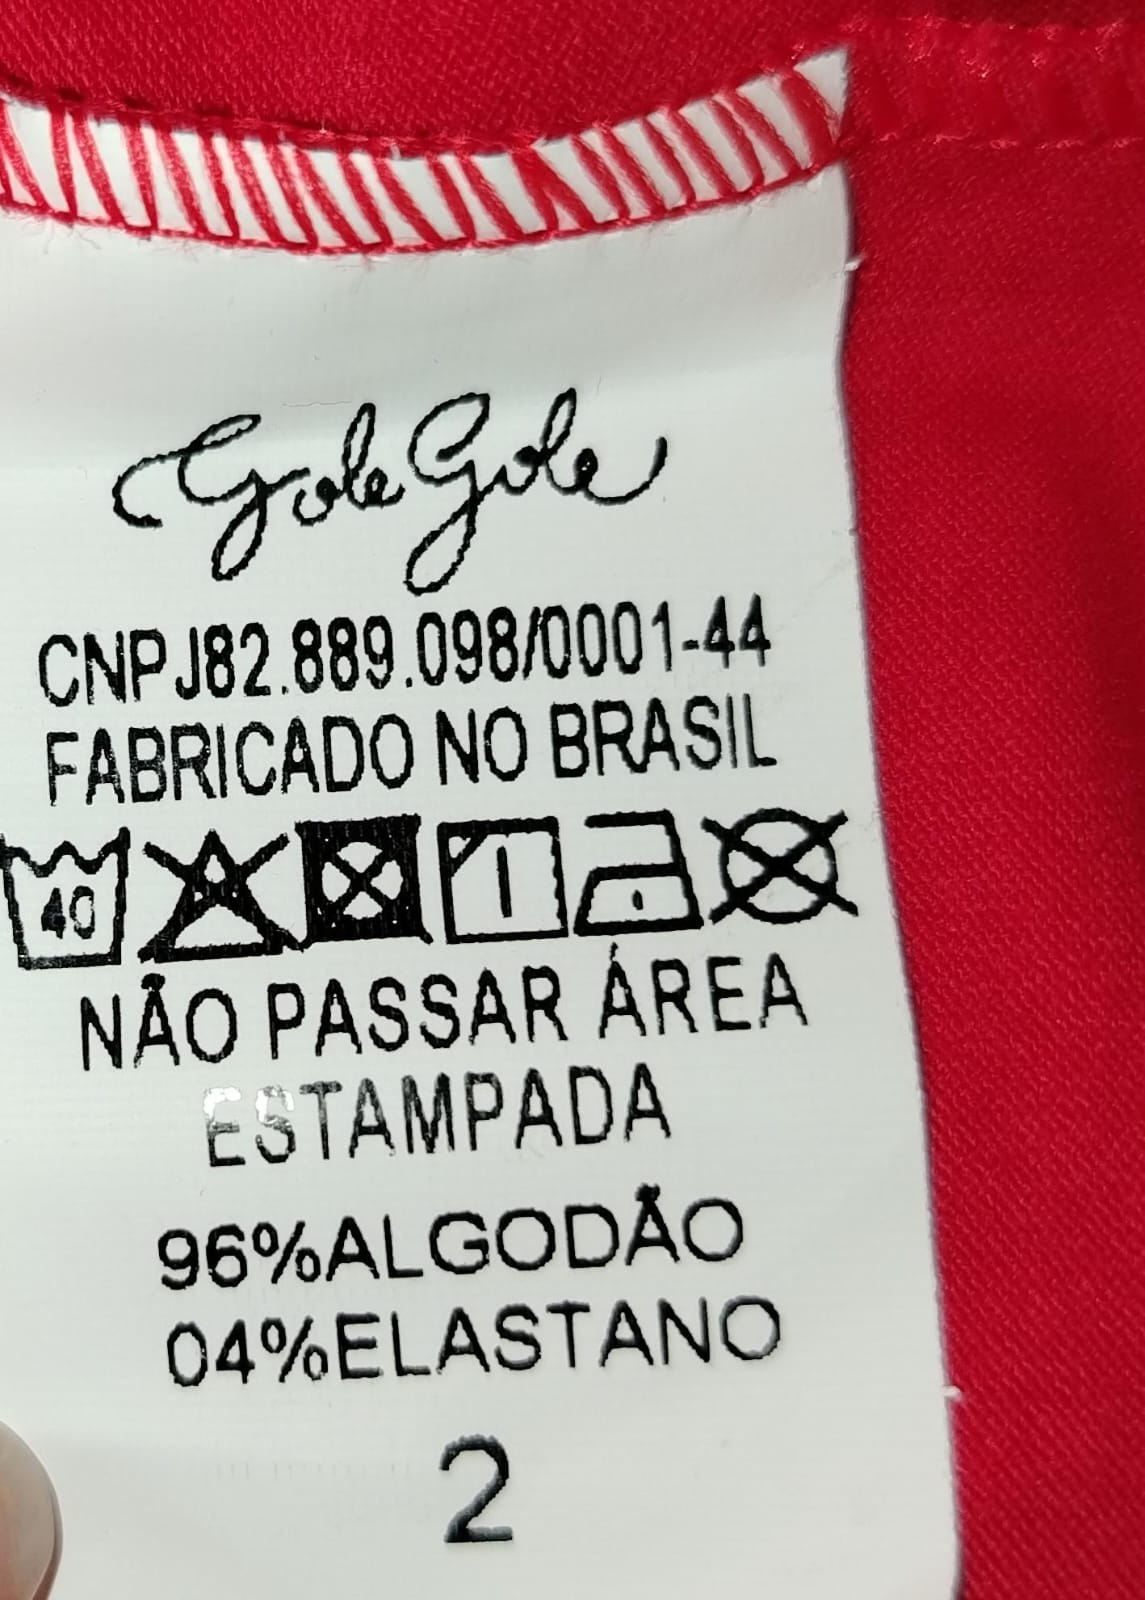 Gole Gole
CNPJ82.889.098/0001-44
FABRICADO NO BRASIL
40
NÃO PASSAR ÁREA
ESTAMPADA
96%ALGODÃO
04%ELASTANO
2